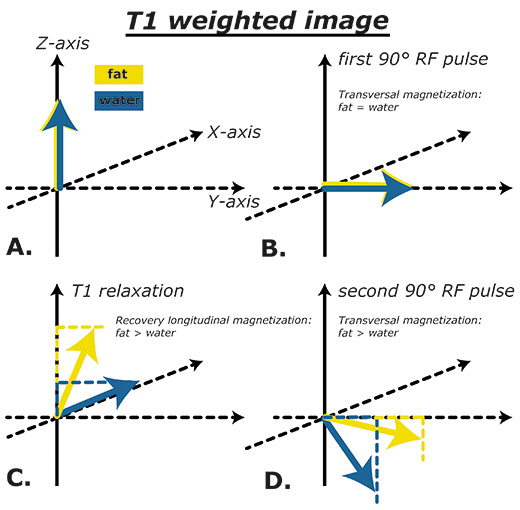 T1 weighted image
Z-axis
fat
water
X-axis
Y-axis
A.
first 90° RF pulse
Transversal magnetization:
fat = water
B.
T1 relaxation
Recovery longitudinal magnetization:
fat > water
C.
second 90° RF pulse
Transversal magnetization:
fat > water
D.